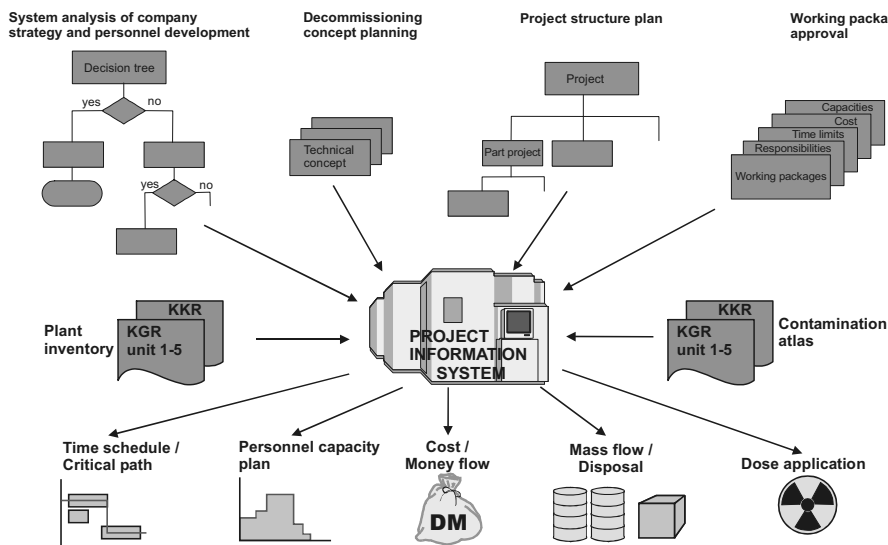 System analysis of company
strategy and personnel development
Decommissioning
concept planning
Project structure plan
Working packa
approval
Decision tree
yes
no
yes
no
Technical
concept
Project
Part project
Capacities
Cost
Time limits
Responsibilities
Working packages
Plant
inventory
KKR
KGR
unit 1-5
PROJECT
INFORMATION
SYSTEM
KKR
KGR
unit 1-5
Contamination
atlas
Time schedule /
Critical path
Personnel capacity
plan
Cost /
Money flow
DM
Mass flow /
Disposal
Dose application